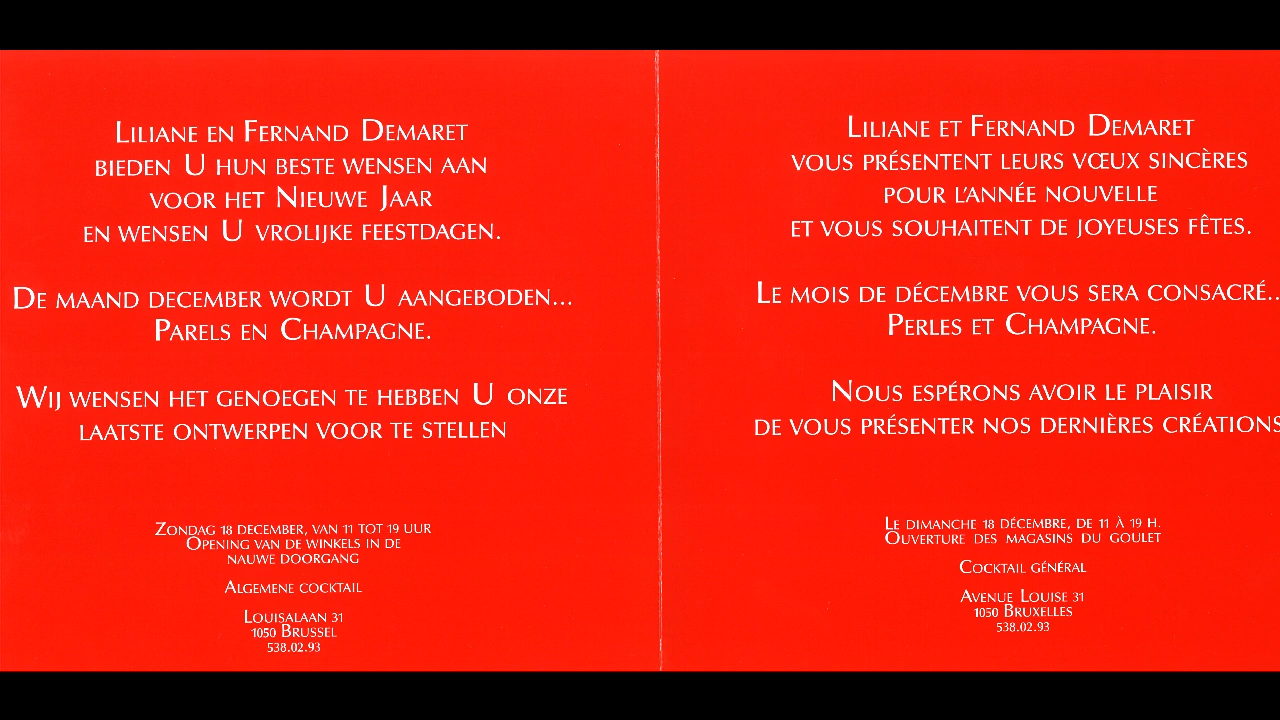 Liliane en Fernand Demaret
bieden U hun beste wensen aan
voor het Nieuwe Jaar
en wensen U vrolijke feestdagen.
De maand december wordt U aangeboden...
Parels en Champagne.
Wij wensen het genoegen te hebben U onze
laatste ontwerpen voor te stellen
Zondag 18 december, van 11 tot 19 uur
Opening van de winkels in de
nauwe doorgang
Algemene cocktail
Louisalaan 31
1050 Brussel
538.02.93
Liliane et Fernand Demaret
vous présentent leurs vœux sincères
pour l'année nouvelle
et vous souhaitent de joyeuses fêtes.
Le mois de décembre vous sera consacré..
Perles et Champagne.
Nous espérons avoir le plaisir
de vous présenter nos dernières créations
Le dimanche 18 décembre, de 11 à 19 h.
Ouverture des magasins du goulet
Cocktail général
Avenue Louise 31
1050 Bruxelles
538.02.93